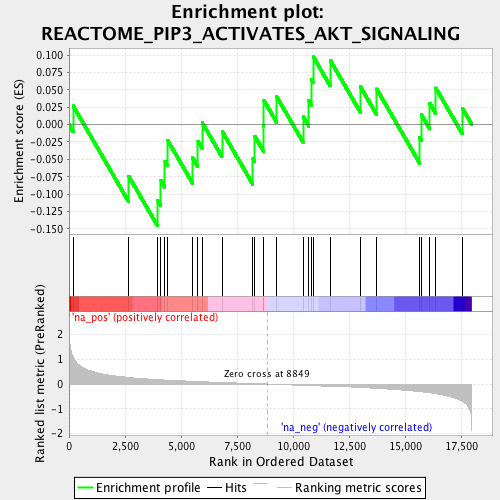 Enrichment plot:
REACTOME_PIP3_ACTIVATES_AKT_SIGNALING
Enrichment score (ES)
0.100
0.075
0.050
0.025
0.000
-0.025
-0.050
-0.075
-0.100
-0.125
-0.150
'na_pos' (positively correlated)
Ranked list metric (PreRanked)
2
1
0
-1
-2
Zero cross at 8849
'na_neg' (negatively correlated)
0 2,500 5,000 7,500 10,000 12,500 15,000 17,500
Rank in Ordered Dataset
Enrichment profile Hits Ranking metric scores